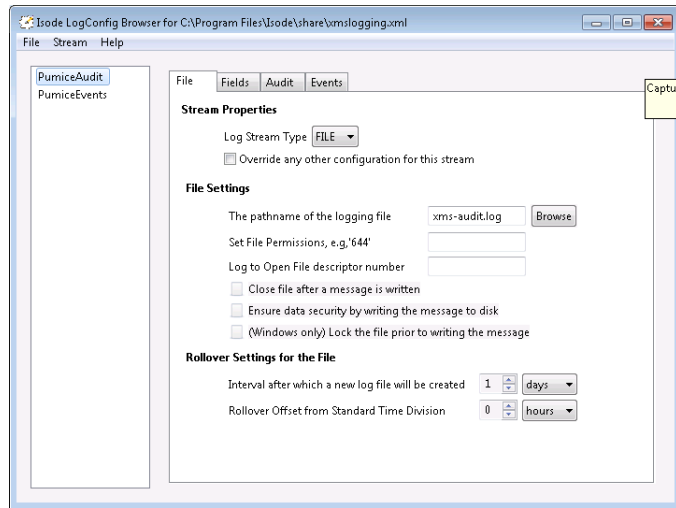 Isode LogConfig Browser for C:\Program Files\Isode\share\xmslogging.xml
File Stream Help
PumiceAudit
PumiceEvents
File Fields Audit Events
Captu
Stream Properties
Log Stream Type FILE
Override any other configuration for this stream
File Settings
The pathname of the logging file xms-audit.log Browse
Set File Permissions, e.g,'644'
Log to Open File descriptor number
Close file after a message is written
Ensure data security by writing the message to disk
(Windows only) Lock the file prior to writing the message
Rollover Settings for the File
Interval after which a new log file will be created 1 days
Rollover Offset from Standard Time Division 0 hours